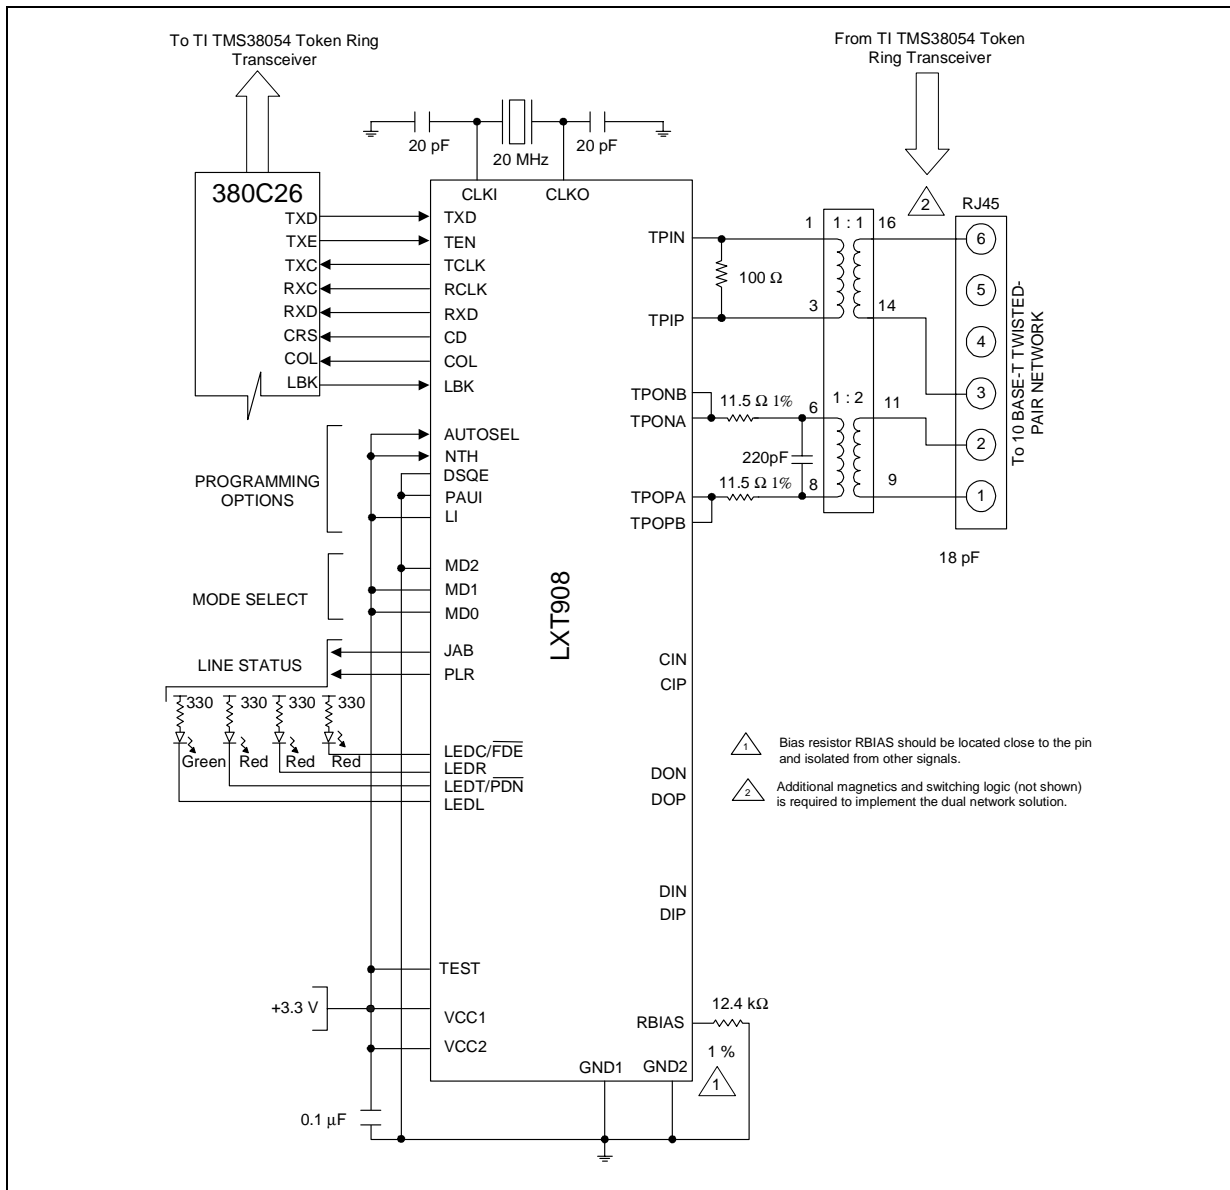 To TI TMS38054 Token Ring
Transceiver
From TI TMS38054 Token
Ring Transceiver
20 pF
20 MHz
20 pF
380C26
TXD
TXE
TXC
RXC
RXD
CRS
COL
LBK
CLKI
CLKO
TXD
TEN
TCLK
RCLK
RXD
CD
COL
LBK
AUTOSEL
NTH
DSQE
PAUI
LI
PROGRAMMING
OPTIONS
MD2
MD1
MD0
MODE SELECT
JAB
PLR
LINE STATUS
330
330
330
330
Green
Red
Red
Red
LEDC/FDE
LEDR
LEDT/PDN
LEDL
TEST
+3.3 V
VCC1
VCC2
0.1 µF
LXT908
TPIN
TPIP
TPONB
TPONA
TPOPA
TPOPB
CIN
CIP
DON
DOP
DIN
DIP
RBIAS
GND1
GND2
12.4 kΩ
1 %
1
100 Ω
11.5 Ω 1%
220pF
11.5 Ω 1%
1
1 : 1
16
3
14
6
1 : 2
11
8
9
2
RJ45
6
5
4
3
2
1
To 10 BASE-T TWISTED-
PAIR NETWORK
18 pF
1
Bias resistor RBIAS should be located close to the pin
and isolated from other signals.
2
Additional magnetics and switching logic (not shown)
is required to implement the dual network solution.